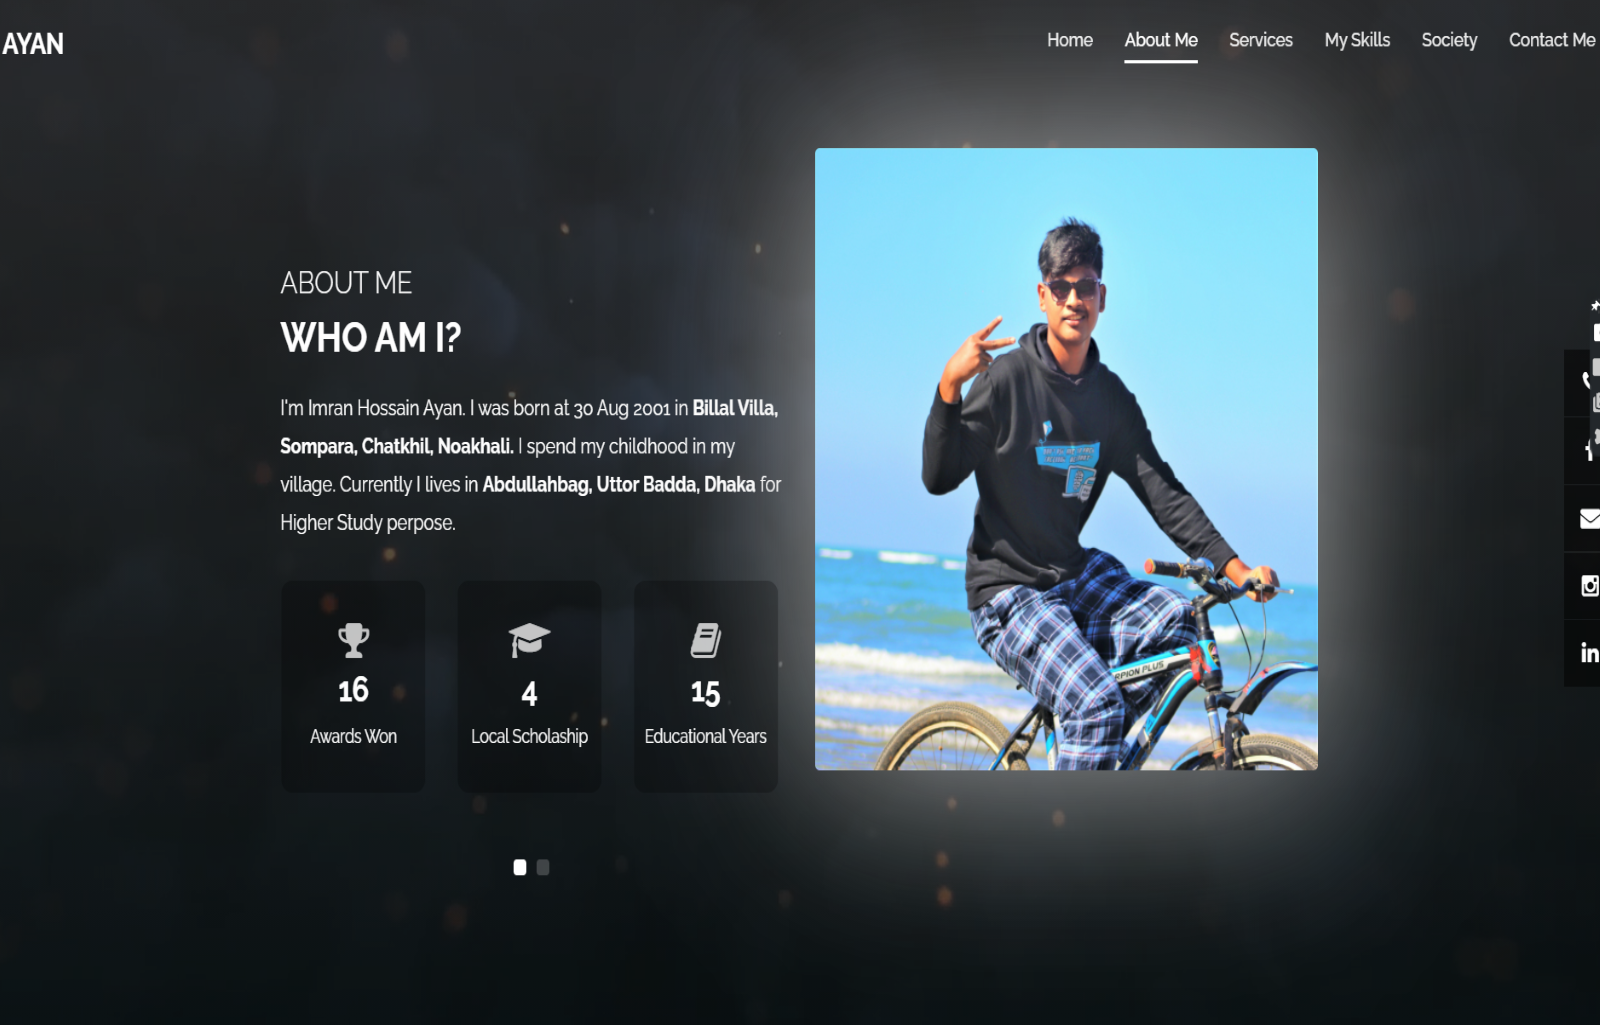 AYAN
Home About Me Services My Skills Society Contact Me
ABOUT ME
WHO AM I?
I'm Imran Hossain Ayan. I was born at 30 Aug 2001 in Billal Villa,
Sompara, Chatkhil, Noakhali. I spend my childhood in my
village. Currently I lives in Abdullahbag, Uttor Badda, Dhaka for
Higher Study perpose.
16
Awards Won
4
Local Scholaship
15
Educational Years
RPION PLUS
in